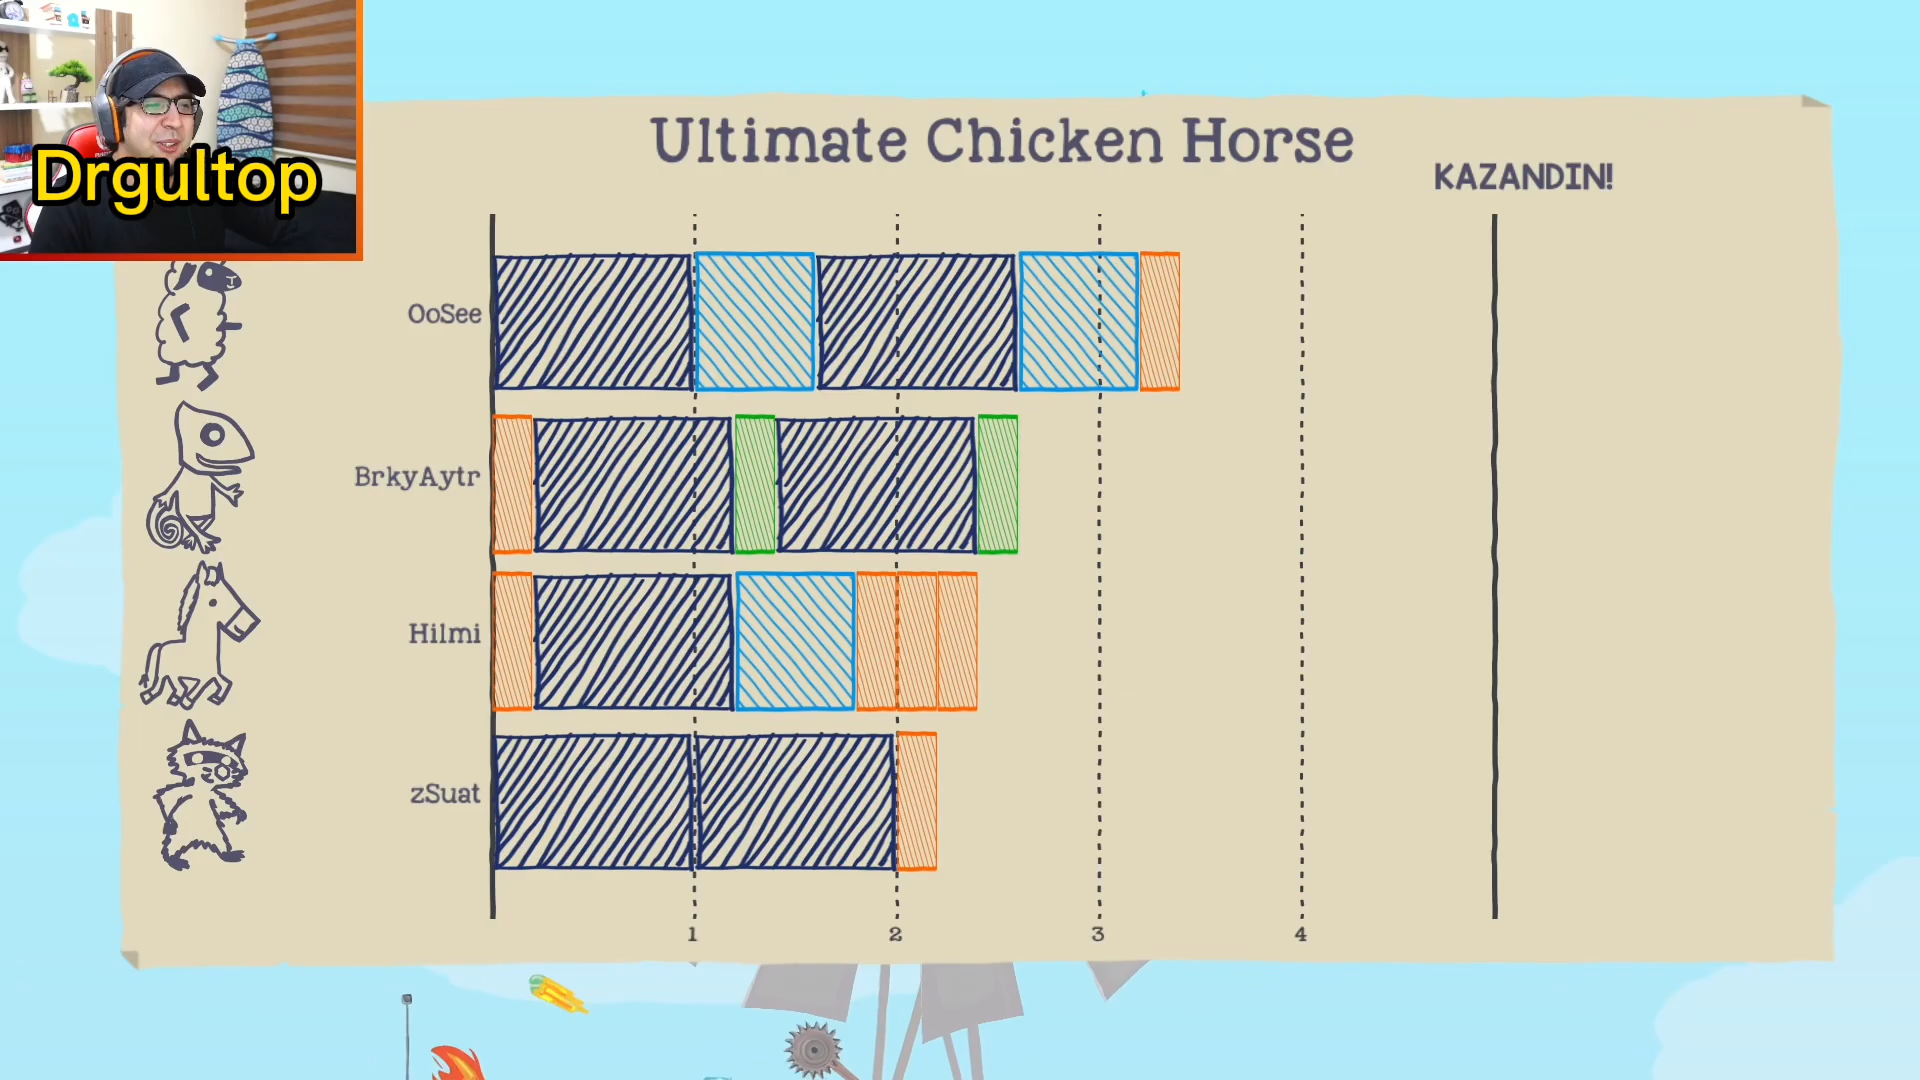 Drgultop
Ultimate Chicken Horse
KAZANDIN!
OoSee
BrkyAytr
Hilmi
zSuat
1 2 3 4